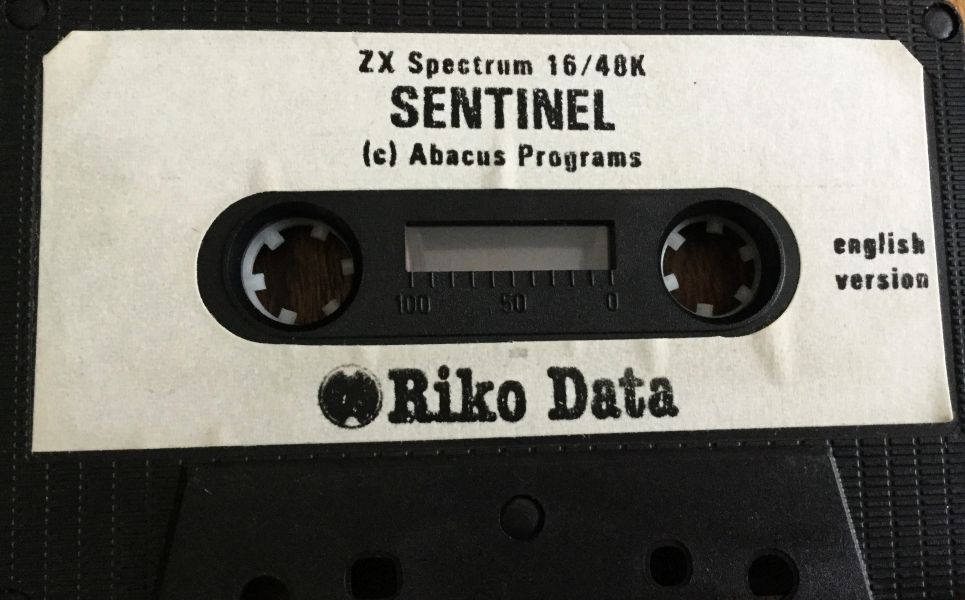 ZX Spectrum 16/48K
SENTINEL
(c) Abacus Programs
english
version
100 50 0
Riko Data